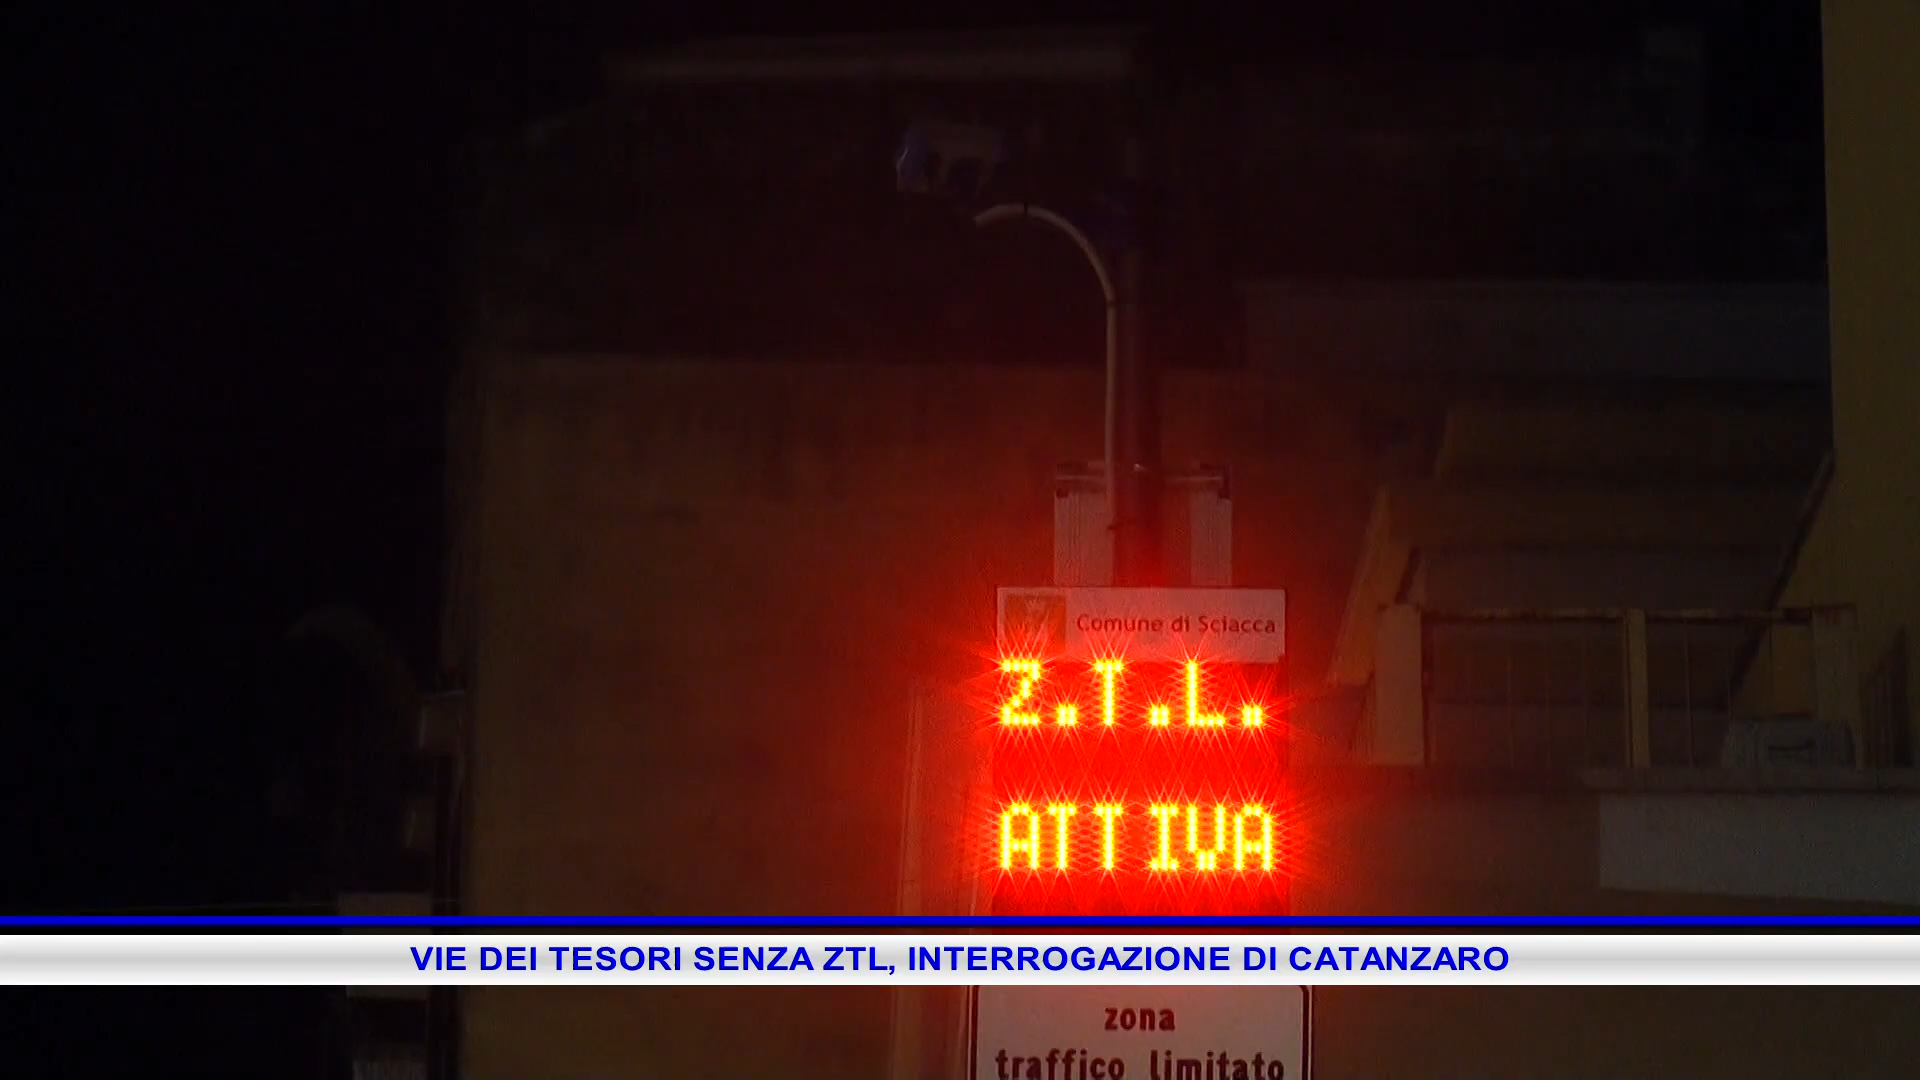 Comune di Sciacca
Z.T.L.
ATTIVA
VIE DEI TESORI SENZA ZTL, INTERROGAZIONE DI CATANZARO
zona
traffico limitato